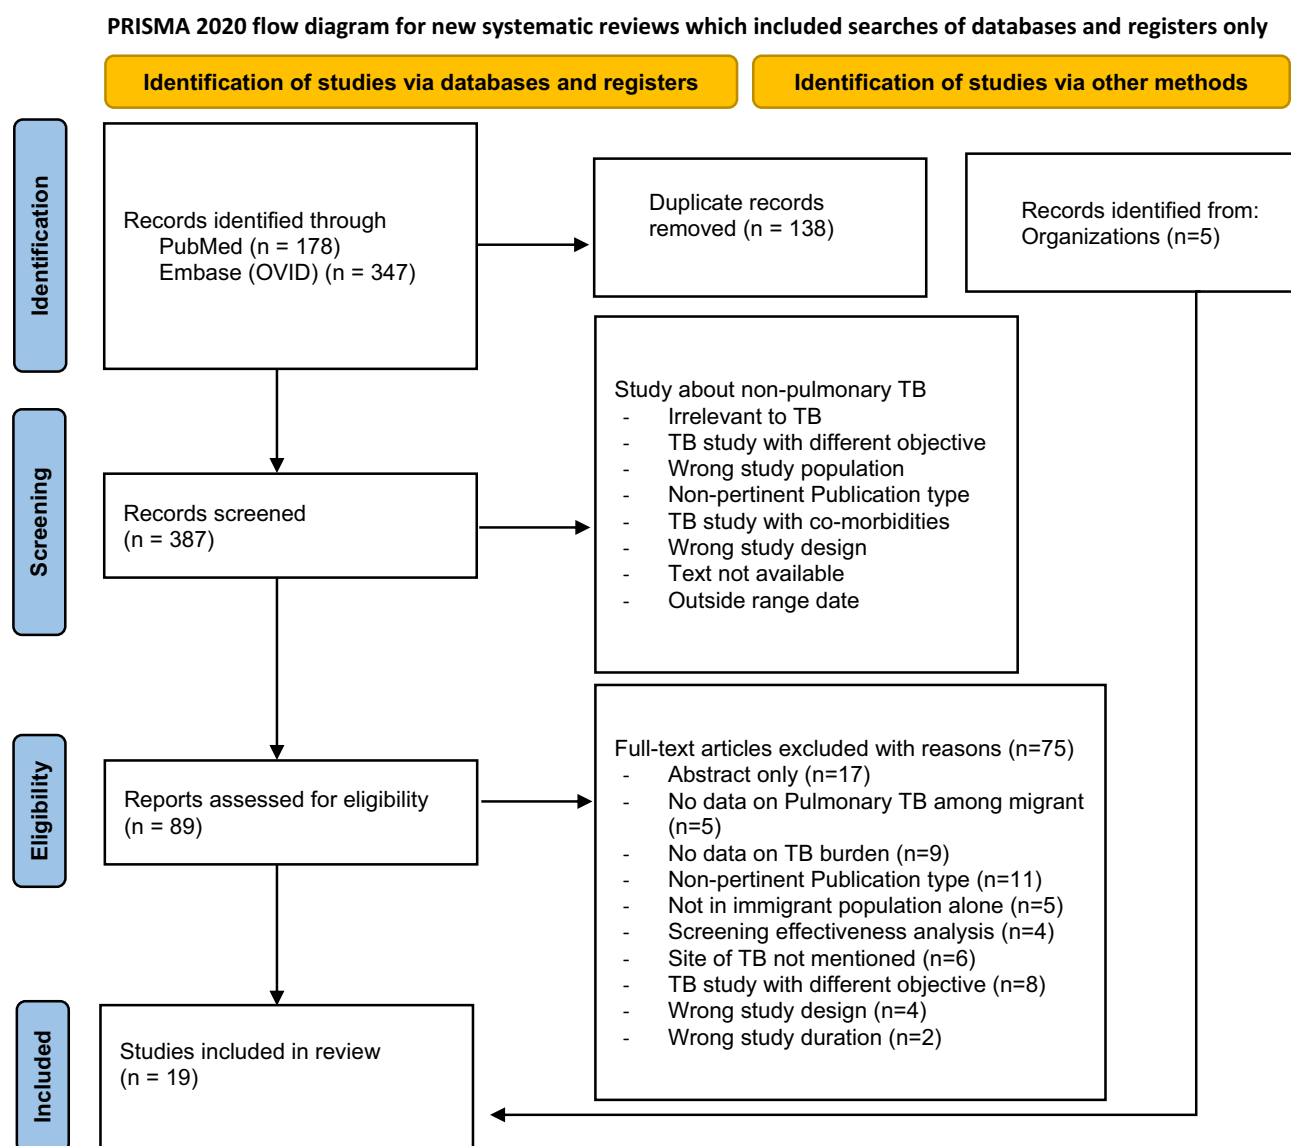 PRISMA 2020 flow diagram for new systematic reviews which included searches of databases and registers only
Identification of studies via databases and registers
Identification of studies via other methods
Identification
Records identified through
PubMed (n = 178)
Embase (OVID) (n = 347)
Duplicate records
removed (n = 138)
Records identified from:
Organizations (n=5)
Screening
Records screened
(n = 387)
Study about non-pulmonary TB
- Irrelevant to TB
- TB study with different objective
- Wrong study population
- Non-pertinent Publication type
- TB study with co-morbidities
- Wrong study design
- Text not available
- Outside range date
Eligibility
Reports assessed for eligibility
(n = 89)
Full-text articles excluded with reasons (n=75)
- Abstract only (n=17)
- No data on Pulmonary TB among migrant
(n=5)
- No data on TB burden (n=9)
- Non-pertinent Publication type (n=11)
- Not in immigrant population alone (n=5)
- Screening effectiveness analysis (n=4)
- Site of TB not mentioned (n=6)
- TB study with different objective (n=8)
- Wrong study design (n=4)
- Wrong study duration (n=2)
Included
Studies included in review
(n = 19)